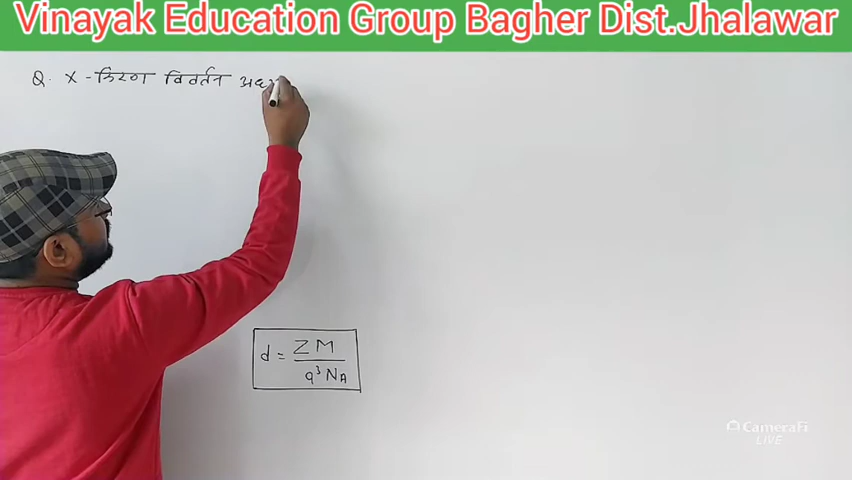 Vinayak Education Group Bagher Dist.Jhalawar
Q. X-किरण विवर्तन
d = ZM / a³ NA
CameraFi
LIVE